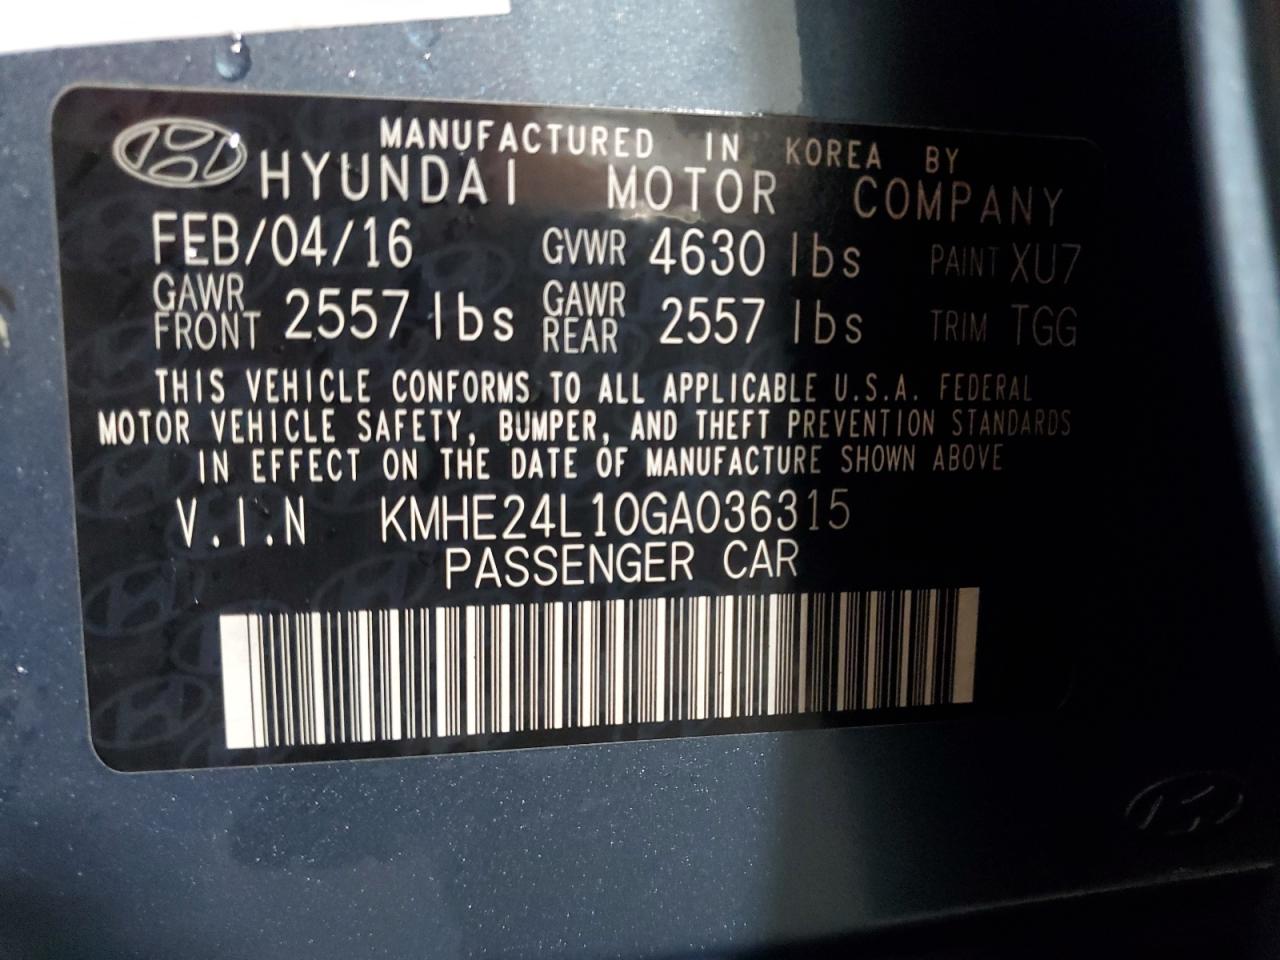 MANUFACTURED IN KOREA BY
HYUNDAI MOTOR COMPANY
FEB/04/16 GVWR 4630 lbs PAINT XU7
GAWR FRONT 2557 lbs GAWR REAR 2557 lbs TRIM TGG
THIS VEHICLE CONFORMS TO ALL APPLICABLE U.S.A. FEDERAL
MOTOR VEHICLE SAFETY, BUMPER, AND THEFT PREVENTION STANDARDS
IN EFFECT ON THE DATE OF MANUFACTURE SHOWN ABOVE
V.I.N KMHE24L10GA036315
PASSENGER CAR